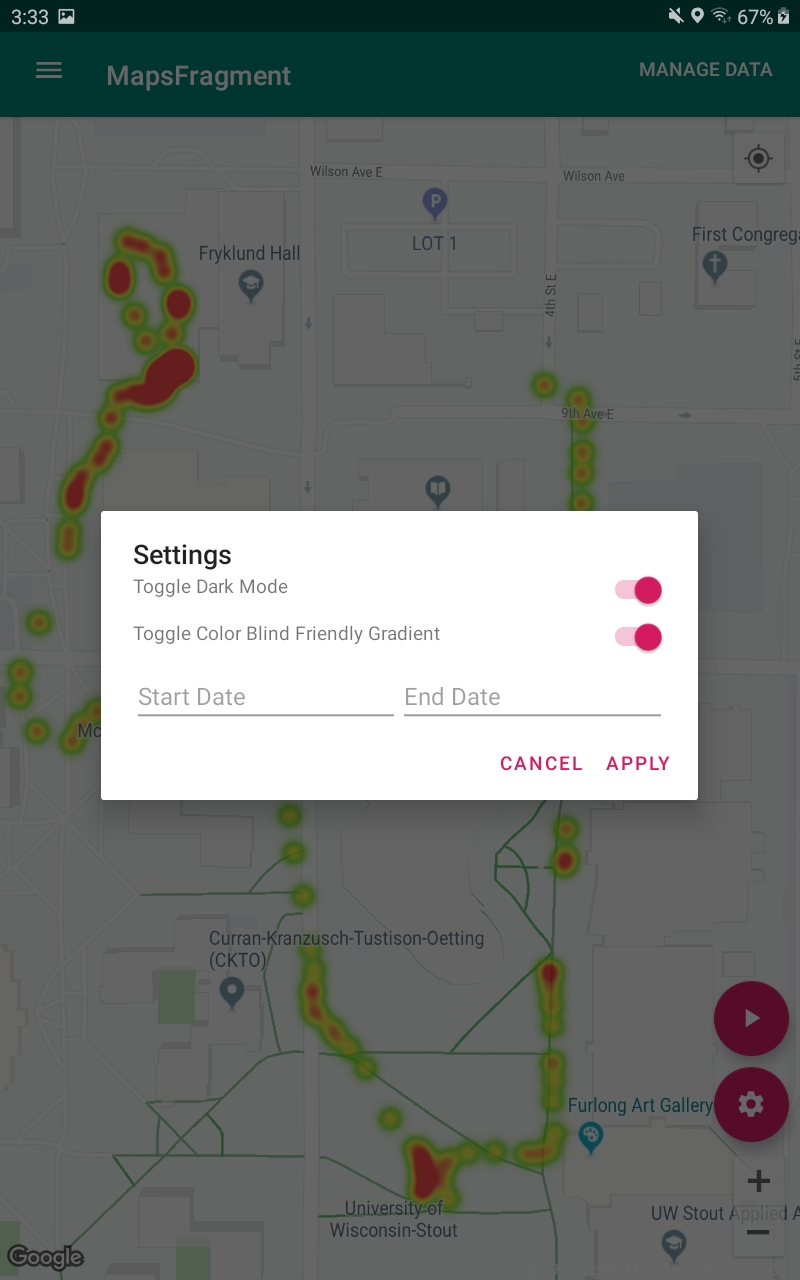 3:33
67%
MapsFragment
MANAGE DATA
Wilson Ave E
Wilson Ave
P
LOT 1
Fryklund Hall
First Congrega
4th St E
5th St E
9th Ave E
Settings
Toggle Dark Mode
Toggle Color Blind Friendly Gradient
Start Date
End Date
Mc
CANCEL
APPLY
Curran-Kranzusch-Tustison-Oetting
(CKTO)
Furlong Art Gallery
University of
Wisconsin-Stout
UW Stout Applied A
Google